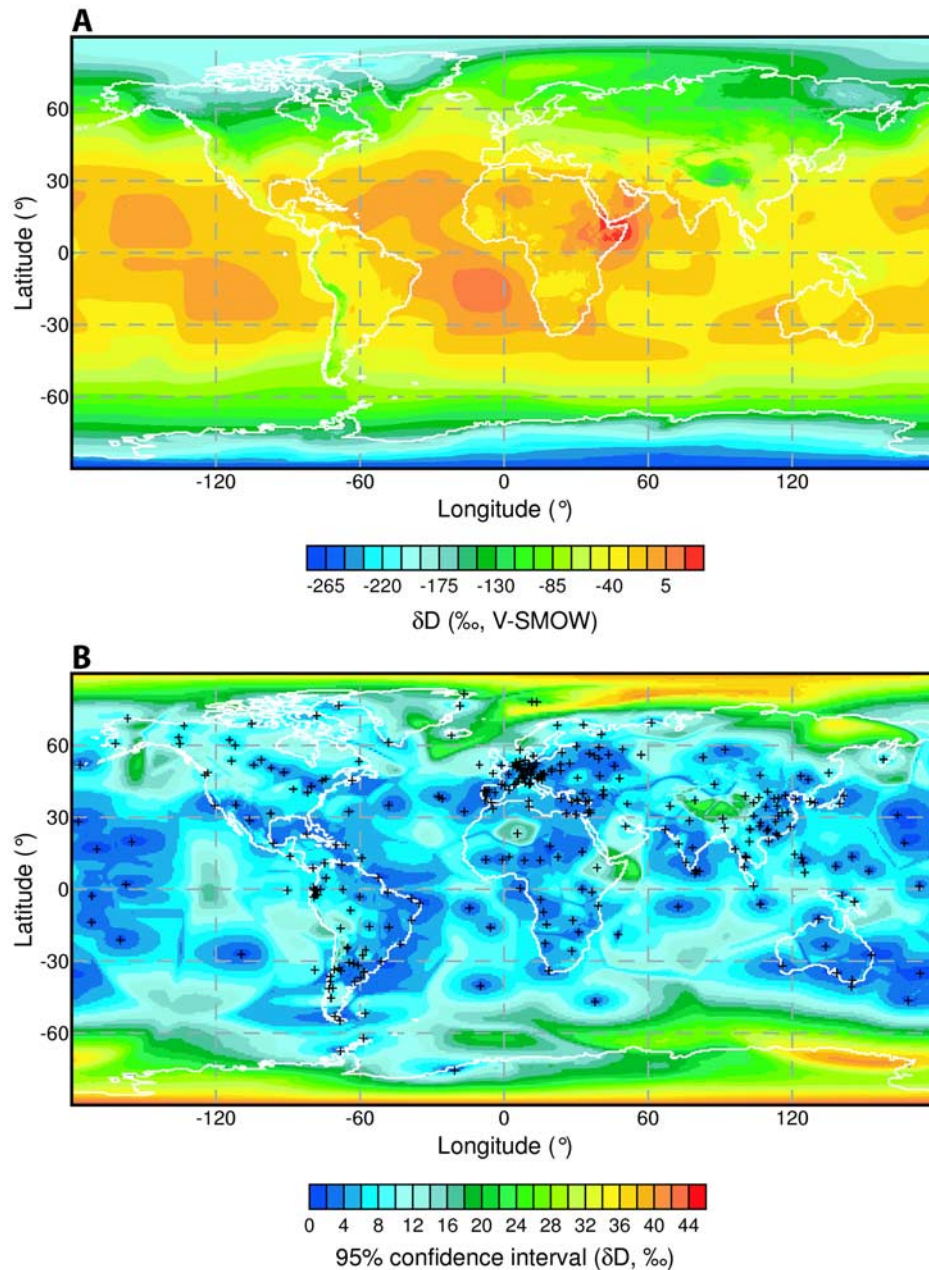 A
60
30
0
-30
-60
Latitude (°)
-120 -60 0 60 120
Longitude (°)
-265 -220 -175 -130 -85 -40 5
δD (‰, V-SMOW)
B
60
30
0
-30
-60
Latitude (°)
-120 -60 0 60 120
Longitude (°)
0 4 8 12 16 20 24 28 32 36 40 44
95% confidence interval (δD, ‰)